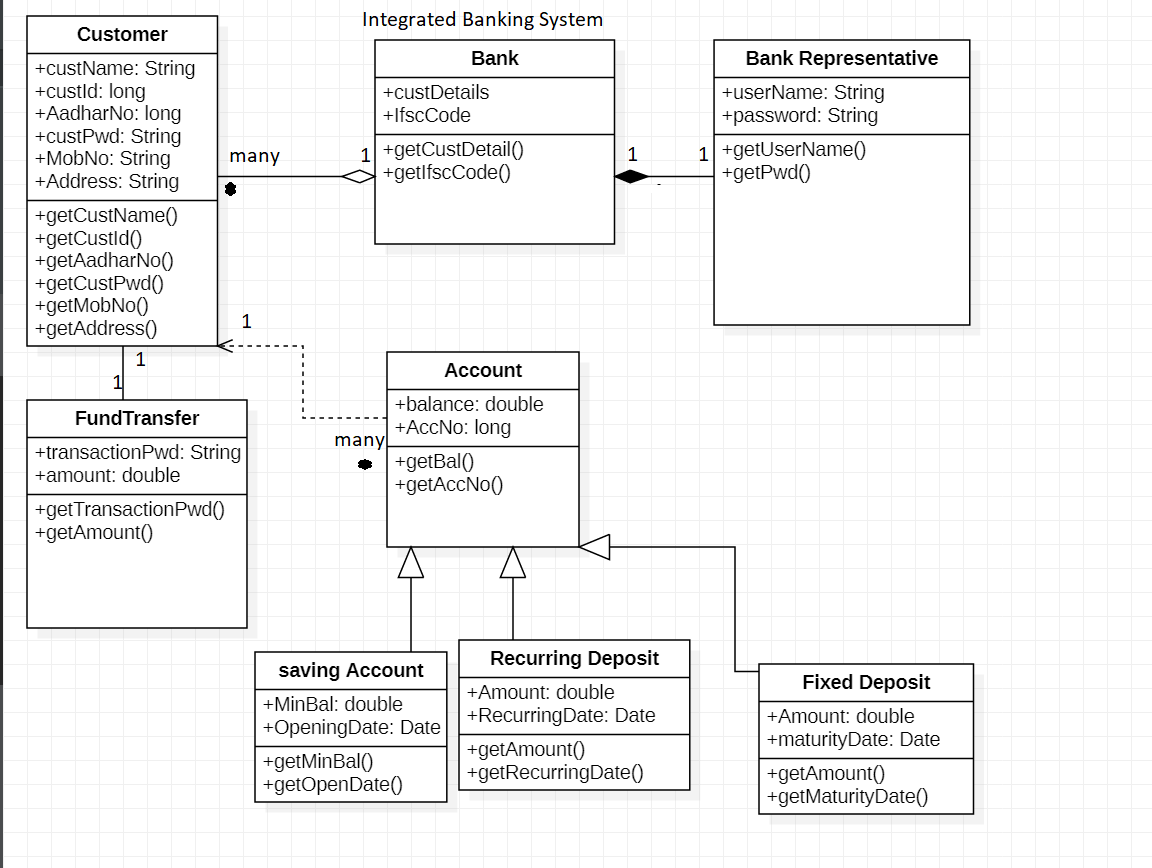 Integrated Banking System
Customer
+custName: String
+custId: long
+AadharNo: long
+custPwd: String
+MobNo: String
+Address: String
+getCustName()
+getCustId()
+getAadharNo()
+getCustPwd()
+getMobNo()
+getAddress()
many
1
Bank
+custDetails
+IfscCode
+getCustDetail()
+getIfscCode()
1
1
Bank Representative
+userName: String
+password: String
+getUserName()
+getPwd()
1
1
1
FundTransfer
+transactionPwd: String
+amount: double
+getTransactionPwd()
+getAmount()
many
Account
+balance: double
+AccNo: long
+getBal()
+getAccNo()
saving Account
+MinBal: double
+OpeningDate: Date
+getMinBal()
+getOpenDate()
Recurring Deposit
+Amount: double
+RecurringDate: Date
+getAmount()
+getRecurringDate()
Fixed Deposit
+Amount: double
+maturityDate: Date
+getAmount()
+getMaturityDate()